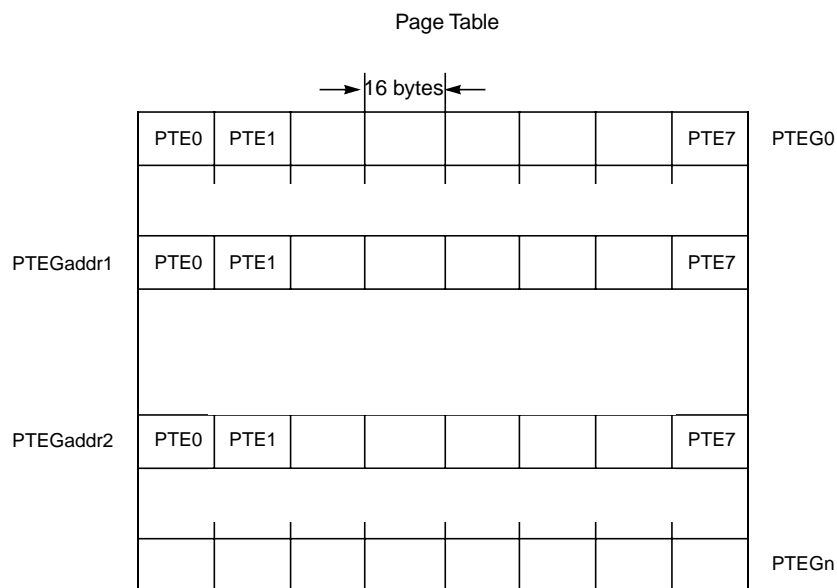 Page Table
16 bytes
PTE0 PTE1 PTE7 PTEG0
PTEGaddr1 PTE0 PTE1 PTE7
PTEGaddr2 PTE0 PTE1 PTE7
PTEGn